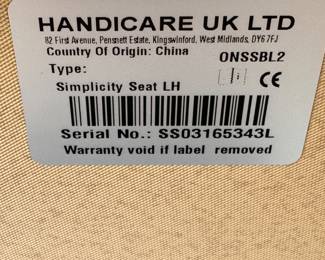 HANDICARE UK LTD
82 First Avenue, Pensnett Estate, Kingswinford, West Midlands, DY6 7FJ
Country Of Origin: China
ONSSBL2
Type:
CE
Simplicity Seat LH
Serial No.: SS03165343L
Warranty void if label removed